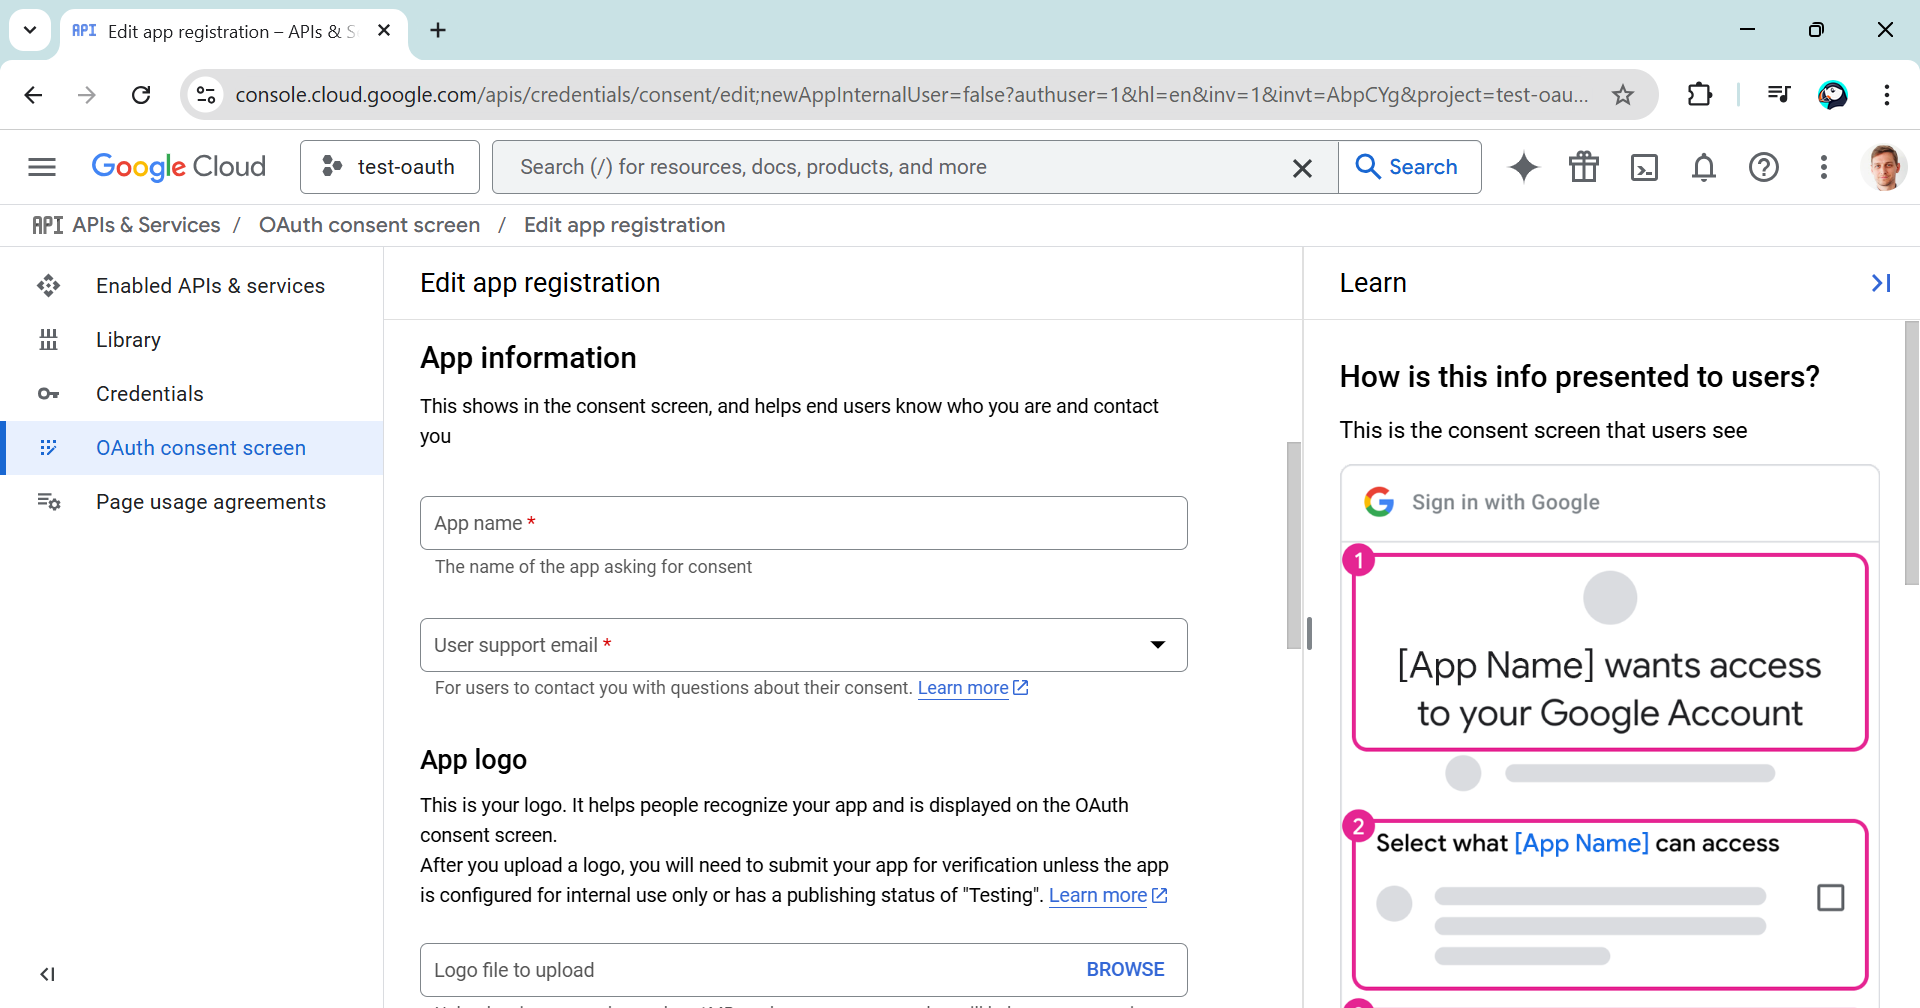 API Edit app registration – APIs & S
console.cloud.google.com/apis/credentials/consent/edit;newAppInternalUser=false?authuser=1&hl=en&inv=1&invt=AbpCYg&project=test-oau...
Google Cloud
test-oauth
Search (/) for resources, docs, products, and more
Search
API APIs & Services / OAuth consent screen / Edit app registration
Enabled APIs & services
Library
Credentials
OAuth consent screen
Page usage agreements
Edit app registration
App information
This shows in the consent screen, and helps end users know who you are and contact
you
App name *
The name of the app asking for consent
User support email *
For users to contact you with questions about their consent. Learn more
App logo
This is your logo. It helps people recognize your app and is displayed on the OAuth
consent screen.
After you upload a logo, you will need to submit your app for verification unless the app
is configured for internal use only or has a publishing status of "Testing". Learn more
Logo file to upload
BROWSE
Learn
How is this info presented to users?
This is the consent screen that users see
Sign in with Google
1
[App Name] wants access
to your Google Account
2
Select what [App Name] can access